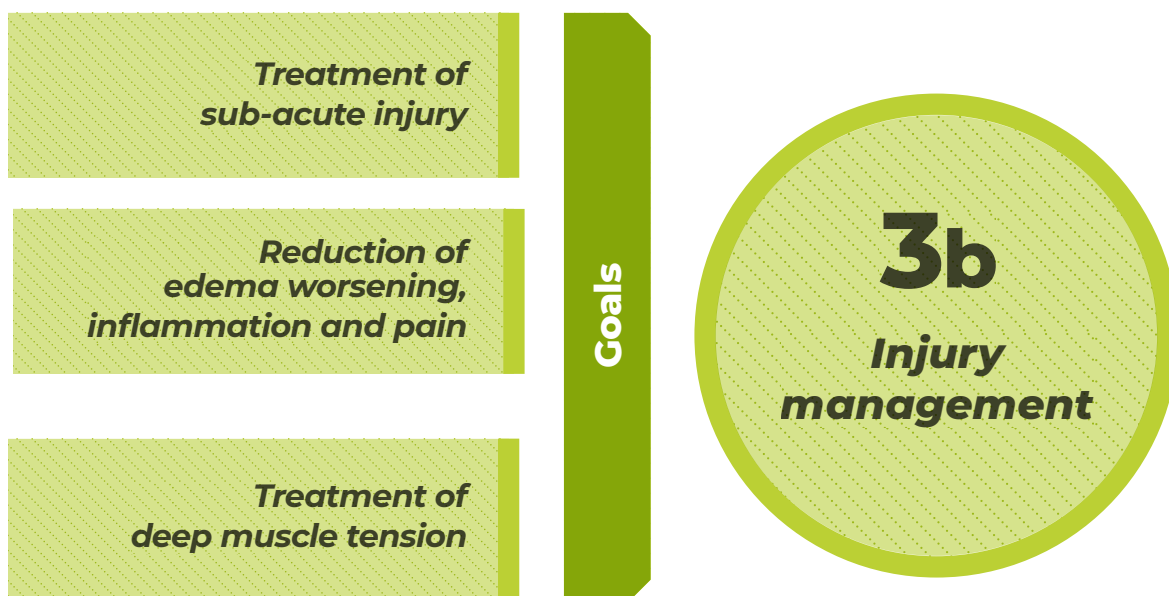 Treatment of
sub-acute injury
Reduction of
edema worsening,
inflammation and pain
Treatment of
deep muscle tension
Goals
3b
Injury
management